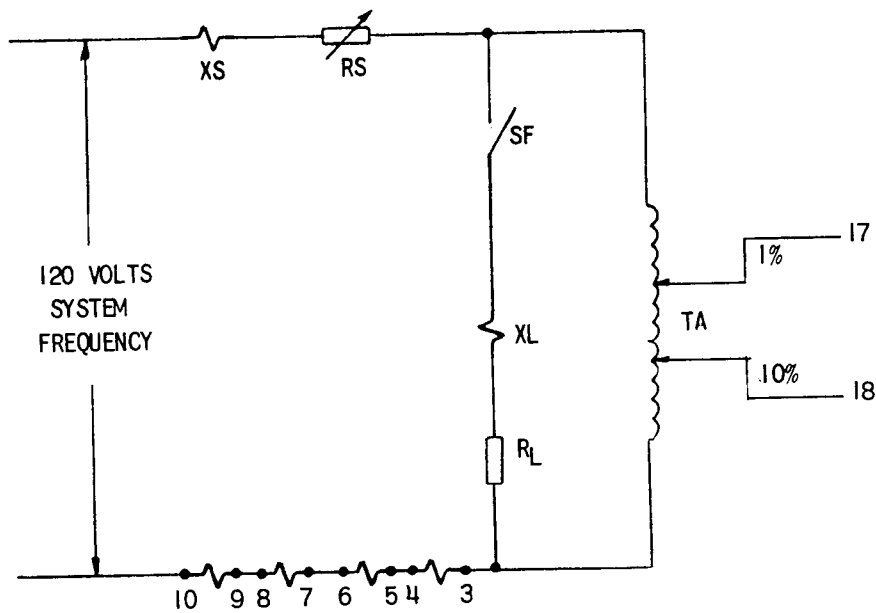 XS
RS
SF
120 VOLTS
SYSTEM
FREQUENCY
17
1%
TA
XL
10%
18
RL
10 9 8 7 6 5 4 3